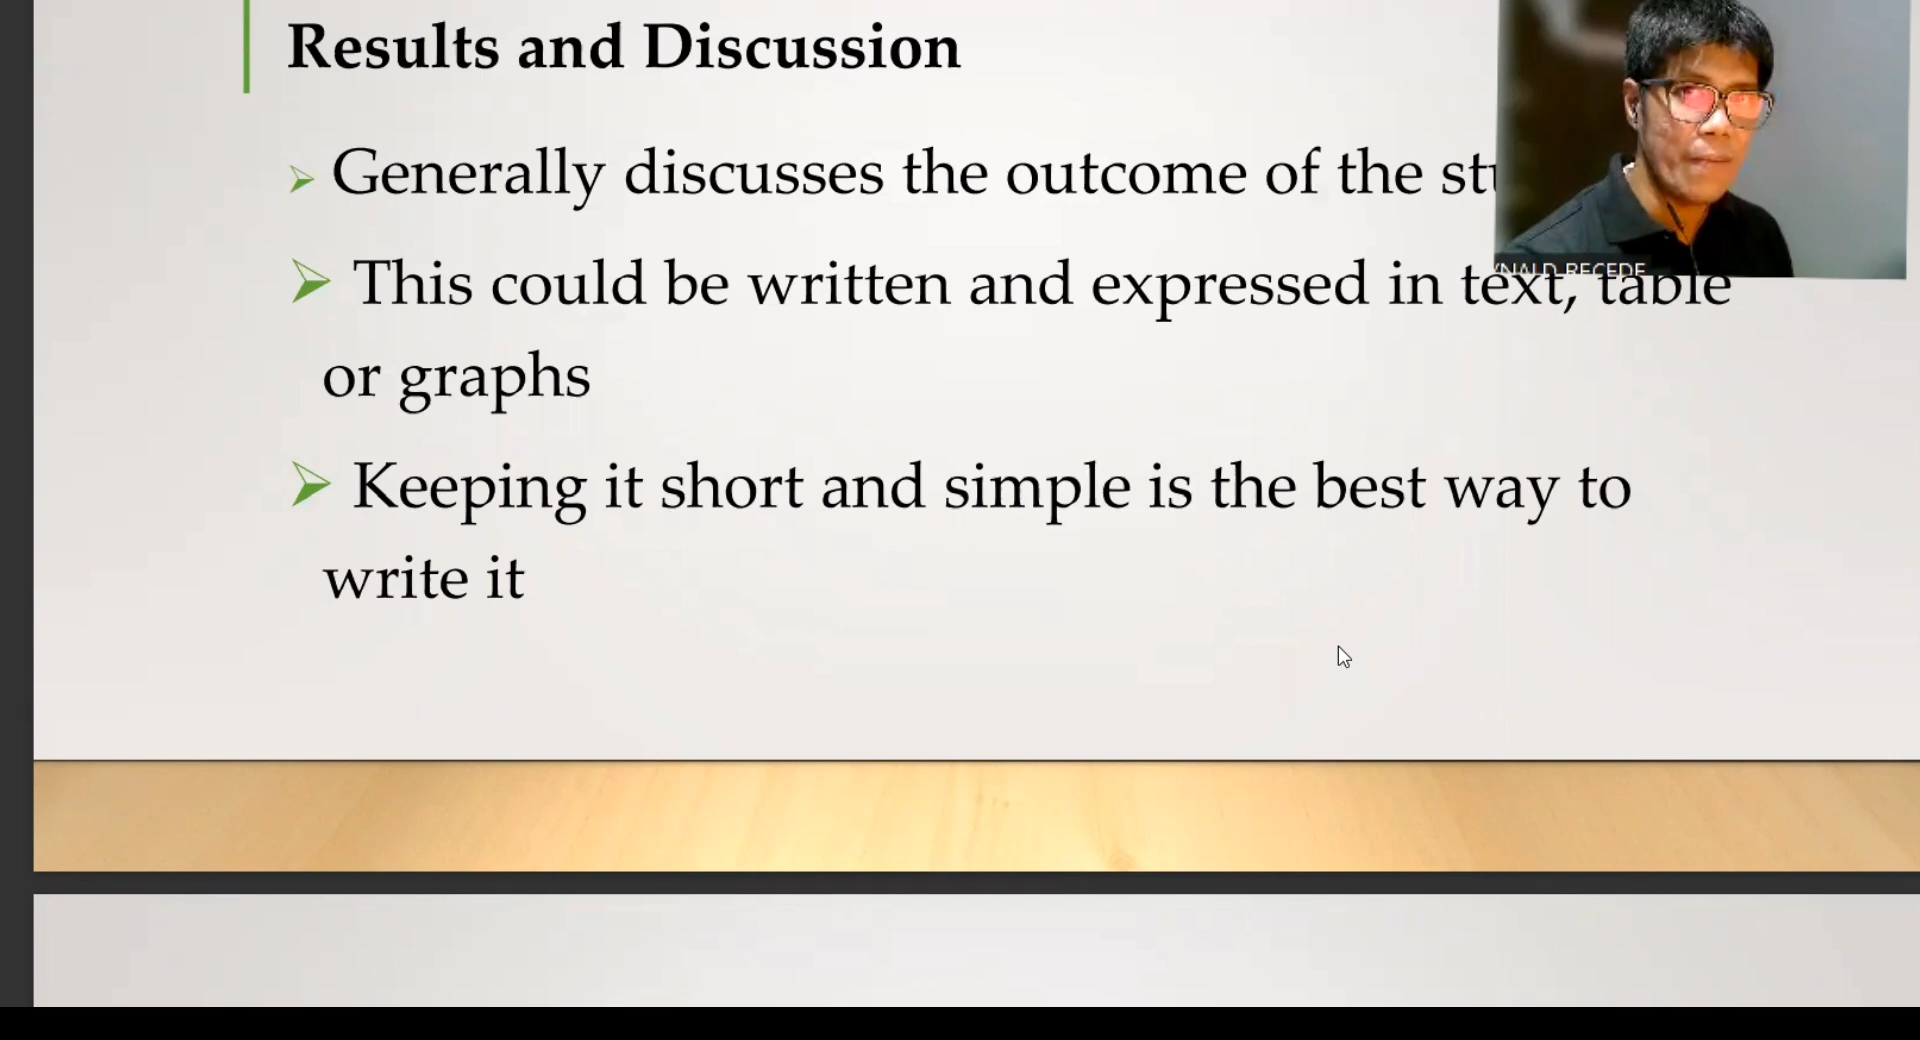 Results and Discussion
Generally discusses the outcome of the
This could be written and expressed in text, table
or graphs
Keeping it short and simple is the best way to
write it